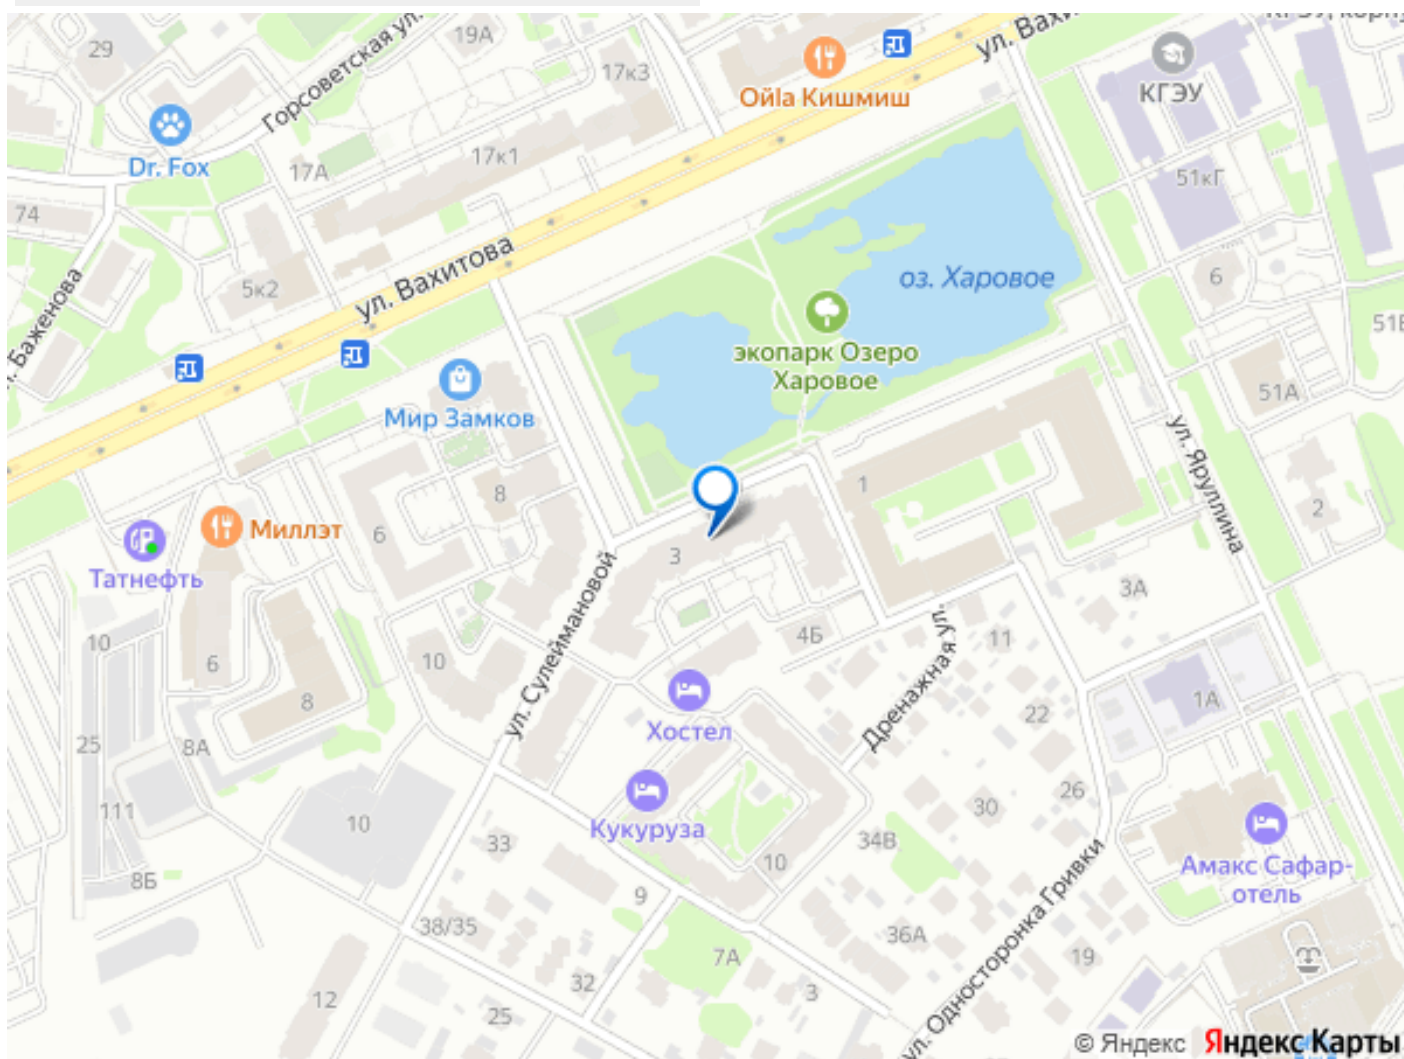 29
19А
Горсоветская ул.
17к3
Ойla Кишмиш
ул. Вахитова
КГЭУ
Dr. Fox
17А
17к1
51кГ
74
5к2
ул. Вахитова
оз. Харовое
6
Баженова
экопарк Озеро
Харовое
51А
Мир Замков
8
6
1
ул. Яруллина
2
Миллэт
Татнефть
3
3А
10
6
8
10
ул. Сулеймановой
4Б
Дренажная ул.
11
Хостел
22
1А
25
8А
111
10
8Б
Кукуруза
33
10
34В
30
26
Амакс Сафар-
отель
38/35
9
7А
36А
19
ул. Односторонка Гривки
12
32
25
3
© Яндекс Яндекс Карты